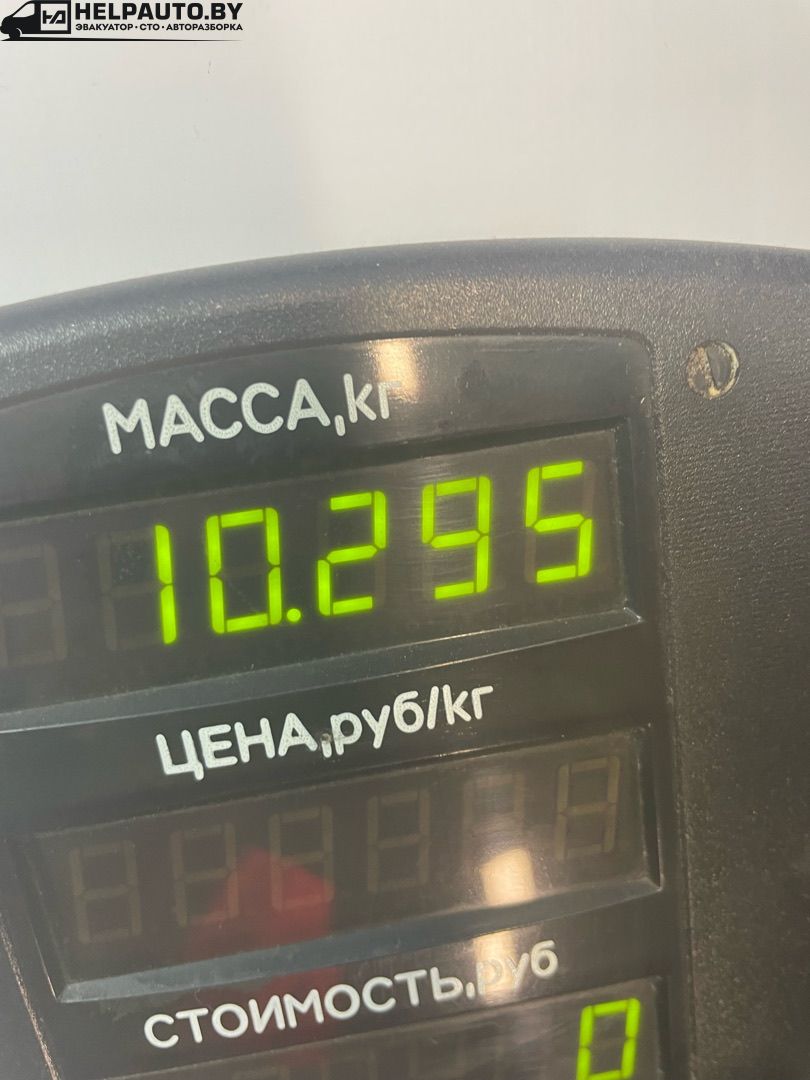 HELPAUTO.BY
ЭВАКУАТОР • СТО • АВТОРАЗБОРКА
МАССА,кг
10.295
ЦЕНА,руб/кг
СТОИМОСТЬ,руб
0